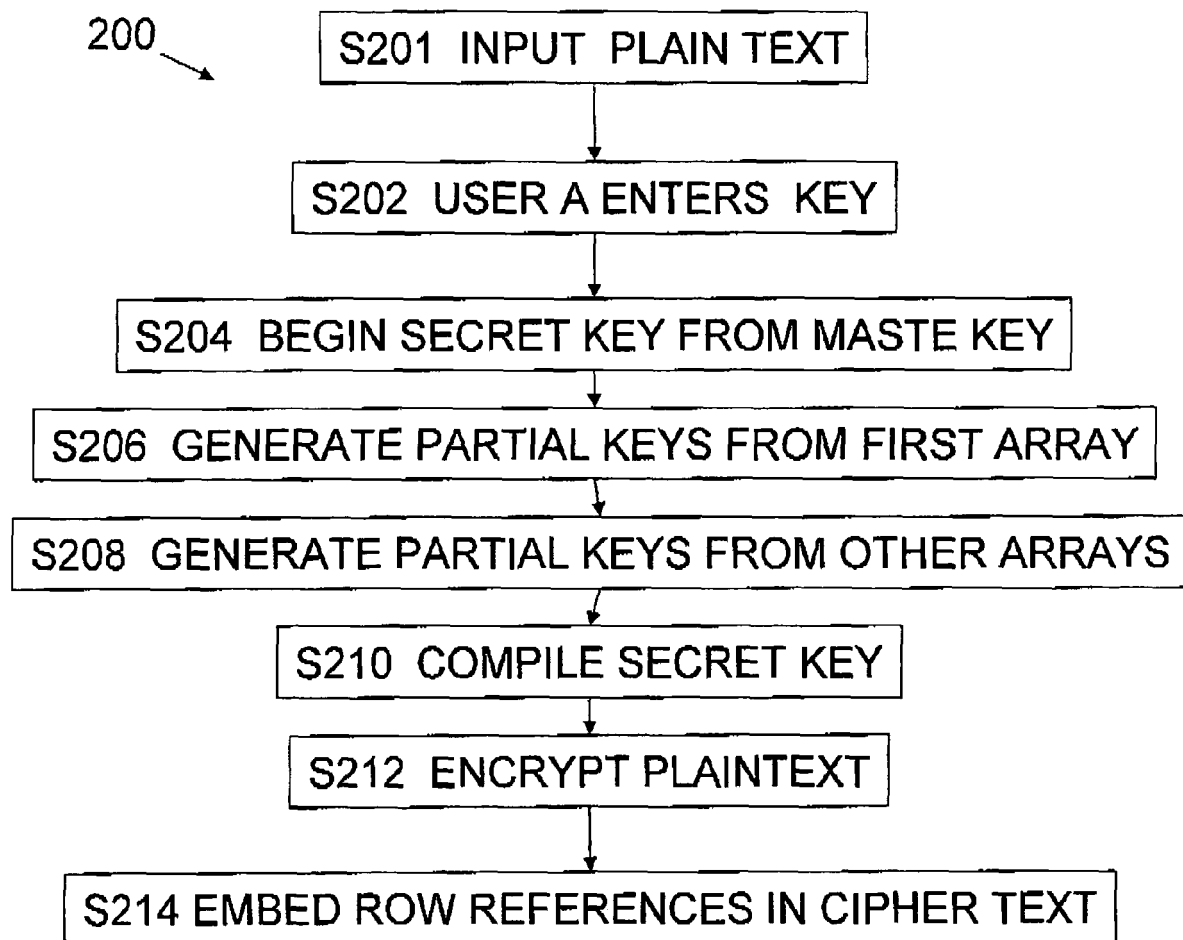 200
S201 INPUT PLAIN TEXT
S202 USER A ENTERS KEY
S204 BEGIN SECRET KEY FROM MASTE KEY
S206 GENERATE PARTIAL KEYS FROM FIRST ARRAY
S208 GENERATE PARTIAL KEYS FROM OTHER ARRAYS
S210 COMPILE SECRET KEY
S212 ENCRYPT PLAINTEXT
S214 EMBED ROW REFERENCES IN CIPHER TEXT